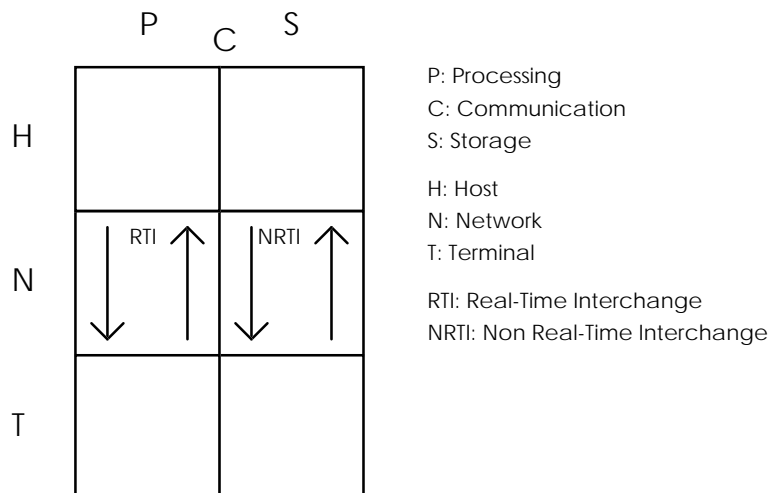 P C S
H
N
T
RTI NRTI
P: Processing
C: Communication
S: Storage
H: Host
N: Network
T: Terminal
RTI: Real-Time Interchange
NRTI: Non Real-Time Interchange